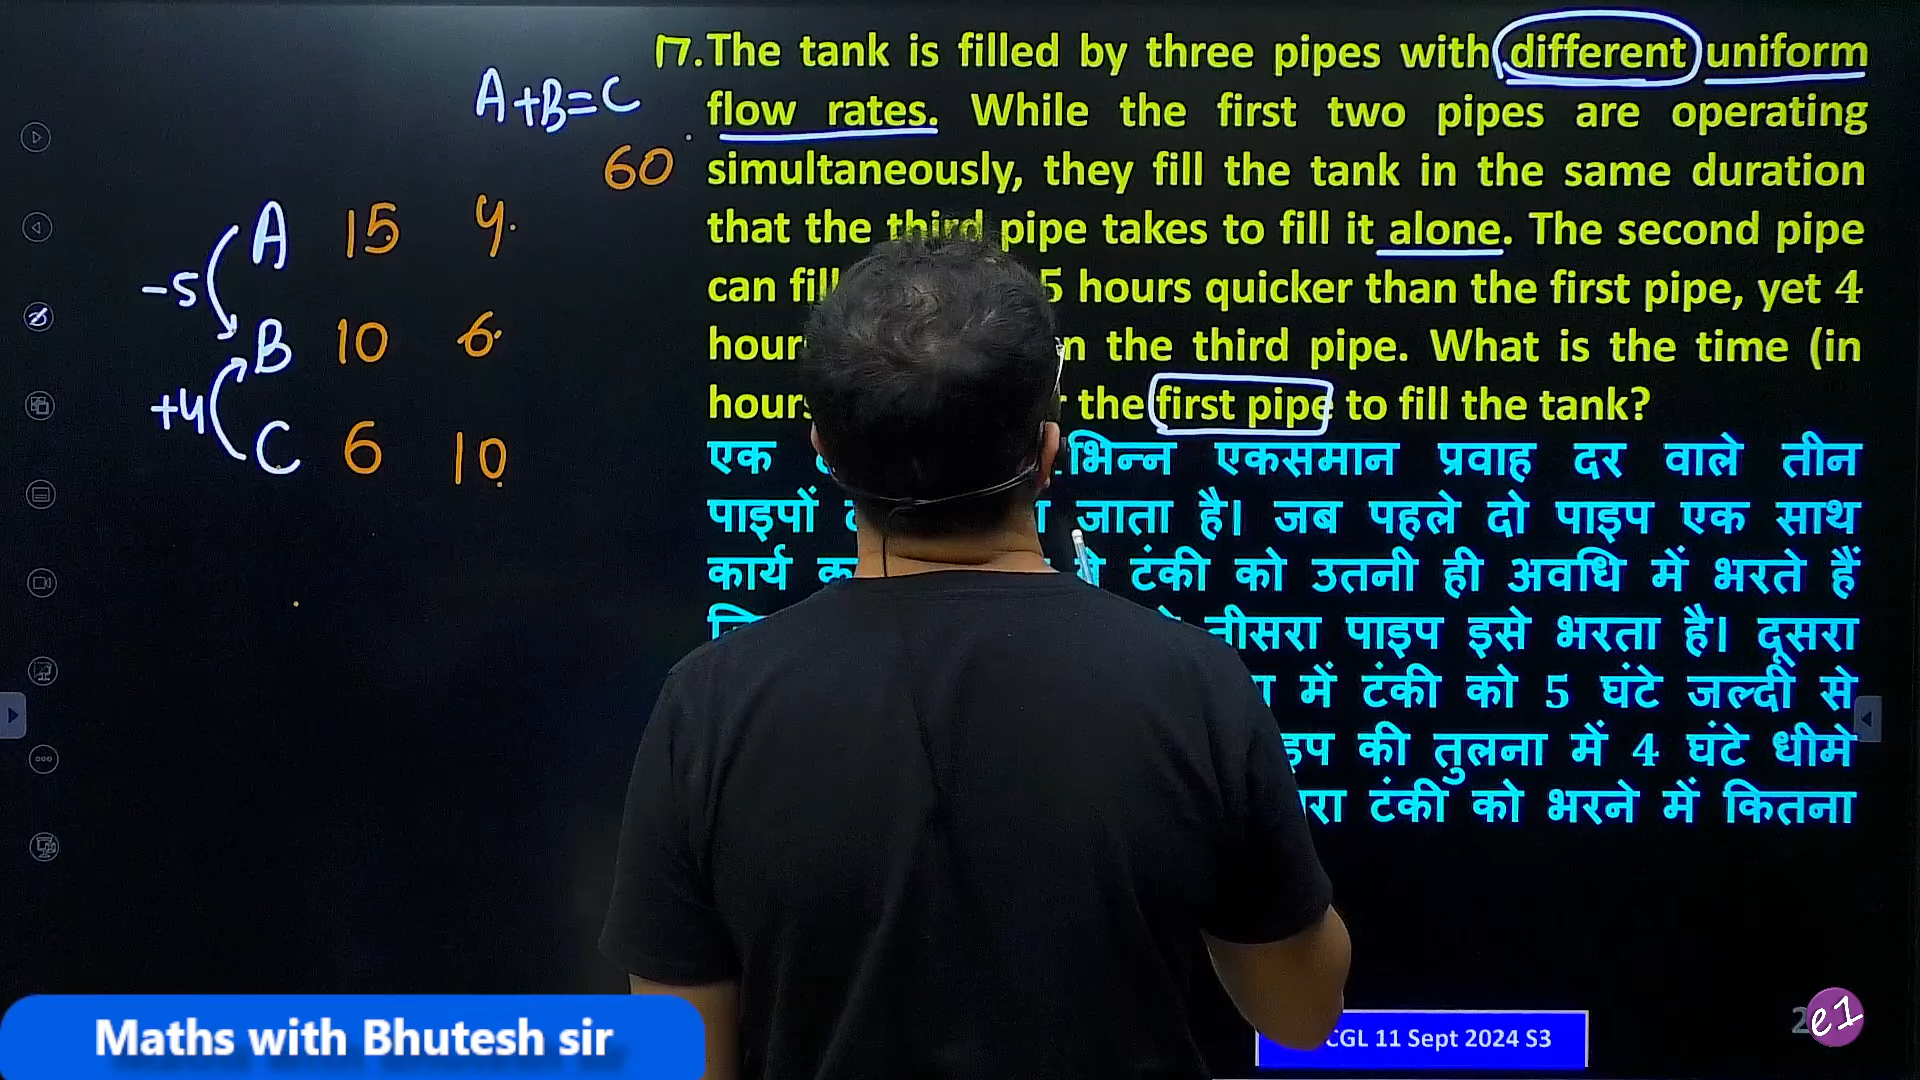 17.The tank is filled by three pipes with different uniform
flow rates. While the first two pipes are operating
simultaneously, they fill the tank in the same duration
that the third pipe takes to fill it alone. The second pipe
can 5 hours quicker than the first pipe, yet 4
the third pipe. What is the time (in
the first pipe to fill the tank?
एक एकसमान प्रवाह दर वाले तीन
पाइपों जाता है। जब पहले दो पाइप एक साथ
कार्य टंकी को उतनी ही अवधि में भरते हैं
तीसरा पाइप इसे भरता है। दूसरा
में टंकी को 5 घंटे जल्दी से
की तुलना में 4 घंटे धीमे
टंकी को भरने में कितना
A+B=C
60
A 15 4
-5
B 10 6
+4
C 6 10
Maths with Bhutesh sir
CGL 11 Sept 2024 S3
e1